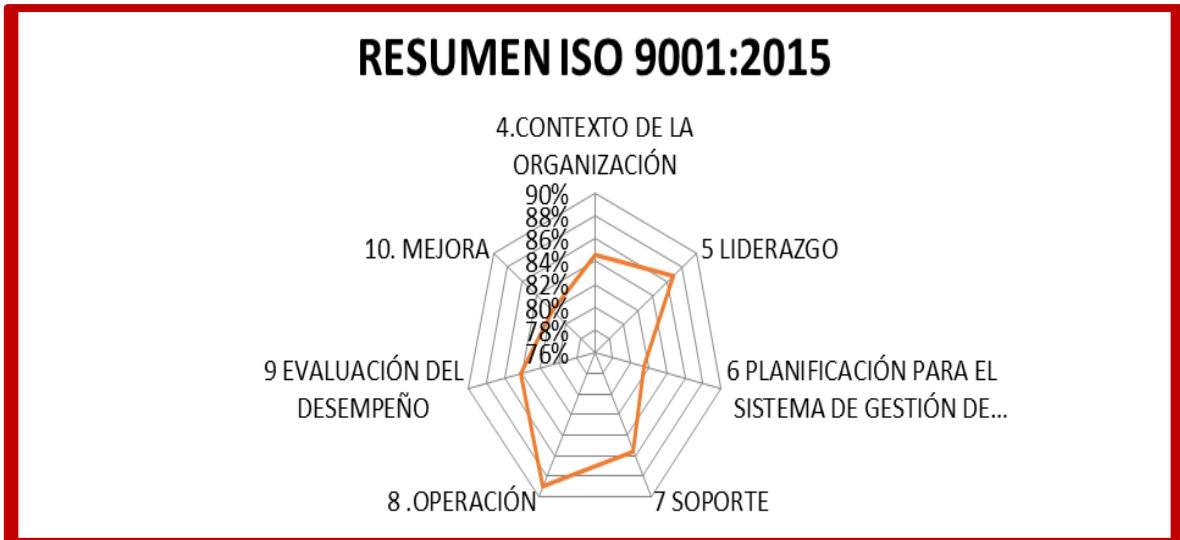 RESUMEN ISO 9001:2015
4.CONTEXTO DE LA
ORGANIZACIÓN
90%
88%
86%
84%
82%
80%
78%
76%
10. MEJORA
5 LIDERAZGO
9 EVALUACIÓN DEL
DESEMPEÑO
6 PLANIFICACIÓN PARA EL
SISTEMA DE GESTIÓN DE...
8 .OPERACIÓN
7 SOPORTE